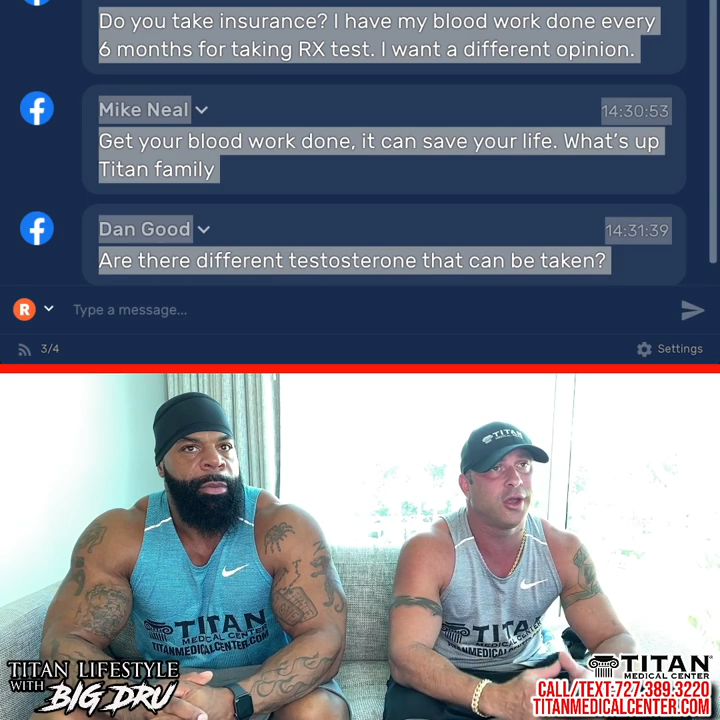 Do you take insurance? I have my blood work done every
6 months for taking RX test. I want a different opinion.
Mike Neal 14:30:53
Get your blood work done, it can save your life. What's up
Titan family
Dan Good 14:31:39
Are there different testosterone that can be taken?
R Type a message...
3/4 Settings
TITAN
TITAN
MEDICAL CENTER
TITANMEDICALCENTER.COM
TITA
MEDICAL
TITANMEDICAL
TITAN LIFESTYLE
WITH BIG DRU
TITAN
MEDICAL CENTER
CALL/TEXT:727.389.3220
TITANMEDICALCENTER.COM